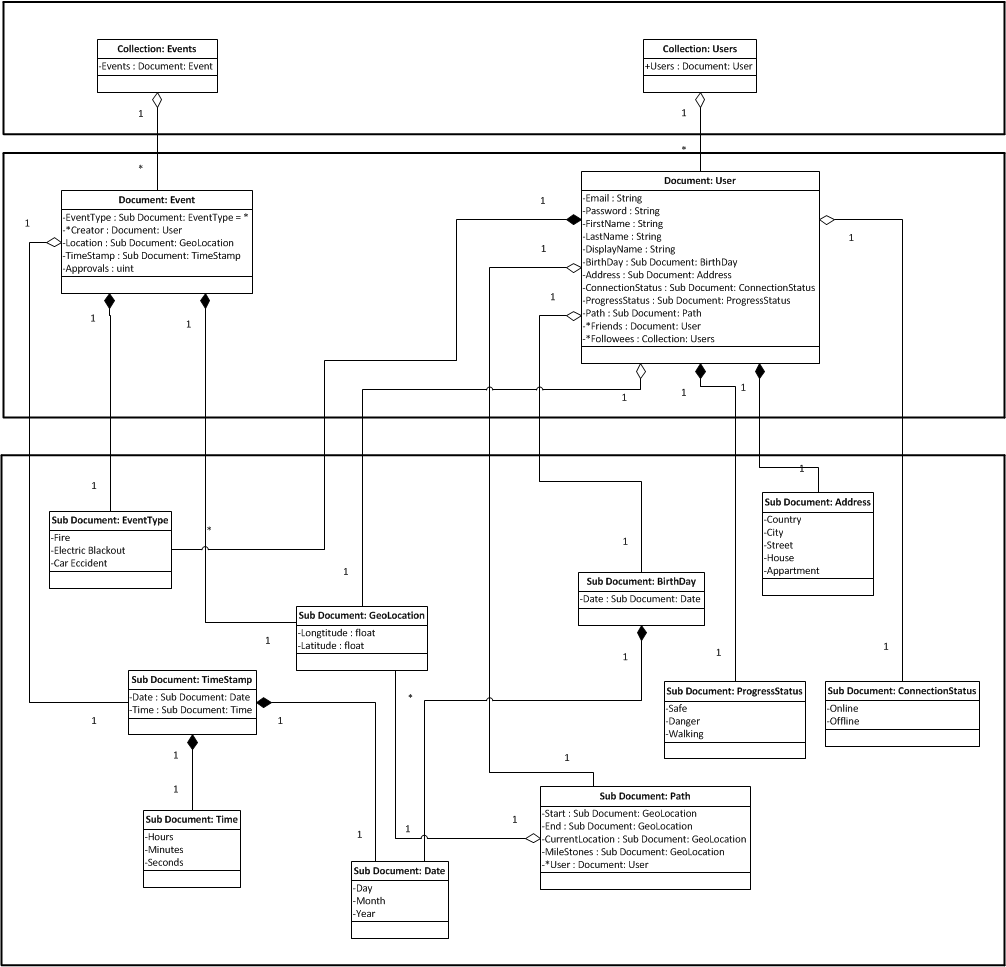 Collection: Events
-Events : Document: Event
Collection: Users
+Users : Document: User
1
1
*
*
Document: Event
-EventType : Sub Document: EventType = *
-*Creator : Document: User
-Location : Sub Document: GeoLocation
-TimeStamp : Sub Document: TimeStamp
-Approvals : uint
1
1
1
Document: User
-Email : String
-Password : String
-FirstName : String
-LastName : String
-DisplayName : String
-BirthDay : Sub Document: BirthDay
-Address : Sub Document: Address
-ConnectionStatus : Sub Document: ConnectionStatus
-ProgressStatus : Sub Document: ProgressStatus
-Path : Sub Document: Path
-*Friends : Document: User
-*Followees : Collection: Users
1
1
1
1
1
1
1
1
1
Sub Document: EventType
-Fire
-Electric Blackout
-Car Eccident
*
1
Sub Document: Address
-Country
-City
-Street
-House
-Appartment
1
1
Sub Document: BirthDay
-Date : Sub Document: Date
Sub Document: GeoLocation
-Longtitude : float
-Latitude : float
1
1
1
1
Sub Document: TimeStamp
-Date : Sub Document: Date
-Time : Sub Document: Time
*
Sub Document: ProgressStatus
-Safe
-Danger
-Walking
Sub Document: ConnectionStatus
-Online
-Offline
1
1
1
1
1
Sub Document: Time
-Hours
-Minutes
-Seconds
Sub Document: Path
-Start : Sub Document: GeoLocation
-End : Sub Document: GeoLocation
-CurrentLocation : Sub Document: GeoLocation
-MileStones : Sub Document: GeoLocation
-*User : Document: User
1
1
1
Sub Document: Date
-Day
-Month
-Year